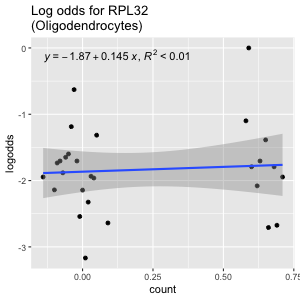 Log odds for RPL32
(Oligodendrocytes)
y = −1.87 + 0.145 x, R² < 0.01
0
-1
-2
-3
logodds
0.00 0.25 0.50 0.75
count